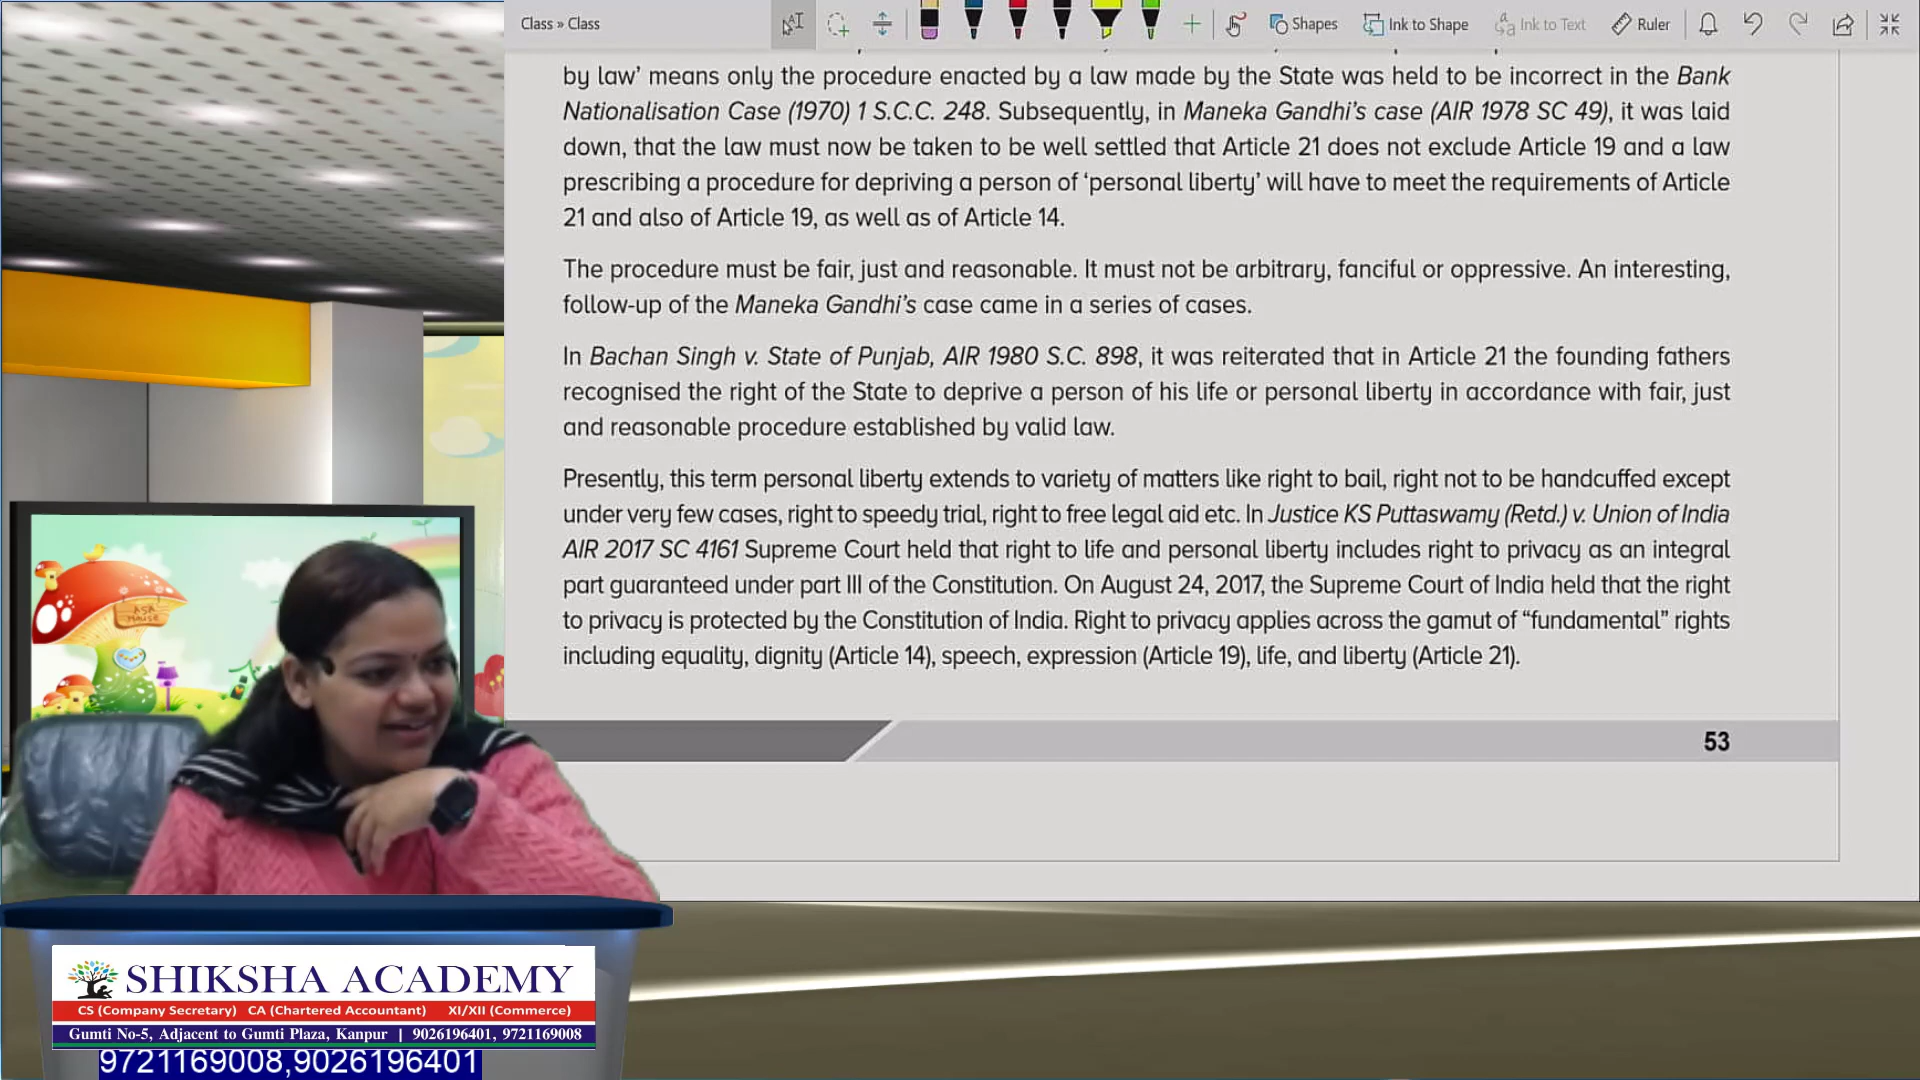 Class » Class
Shapes
Ink to Shape
Ink to Text
Ruler
by law’ means only the procedure enacted by a law made by the State was held to be incorrect in the Bank
Nationalisation Case (1970) 1 S.C.C. 248. Subsequently, in Maneka Gandhi’s case (AIR 1978 SC 49), it was laid
down, that the law must now be taken to be well settled that Article 21 does not exclude Article 19 and a law
prescribing a procedure for depriving a person of ‘personal liberty’ will have to meet the requirements of Article
21 and also of Article 19, as well as of Article 14.
The procedure must be fair, just and reasonable. It must not be arbitrary, fanciful or oppressive. An interesting,
follow-up of the Maneka Gandhi’s case came in a series of cases.
In Bachan Singh v. State of Punjab, AIR 1980 S.C. 898, it was reiterated that in Article 21 the founding fathers
recognised the right of the State to deprive a person of his life or personal liberty in accordance with fair, just
and reasonable procedure established by valid law.
Presently, this term personal liberty extends to variety of matters like right to bail, right not to be handcuffed except
under very few cases, right to speedy trial, right to free legal aid etc. In Justice KS Puttaswamy (Retd.) v. Union of India
AIR 2017 SC 4161 Supreme Court held that right to life and personal liberty includes right to privacy as an integral
part guaranteed under part III of the Constitution. On August 24, 2017, the Supreme Court of India held that the right
to privacy is protected by the Constitution of India. Right to privacy applies across the gamut of “fundamental” rights
including equality, dignity (Article 14), speech, expression (Article 19), life, and liberty (Article 21).
53
ASA
HOUSE
SHIKSHA ACADEMY
CS (Company Secretary) CA (Chartered Accountant) XI/XII (Commerce)
Gumti No-5, Adjacent to Gumti Plaza, Kanpur | 9026196401, 9721169008
9721169008,9026196401